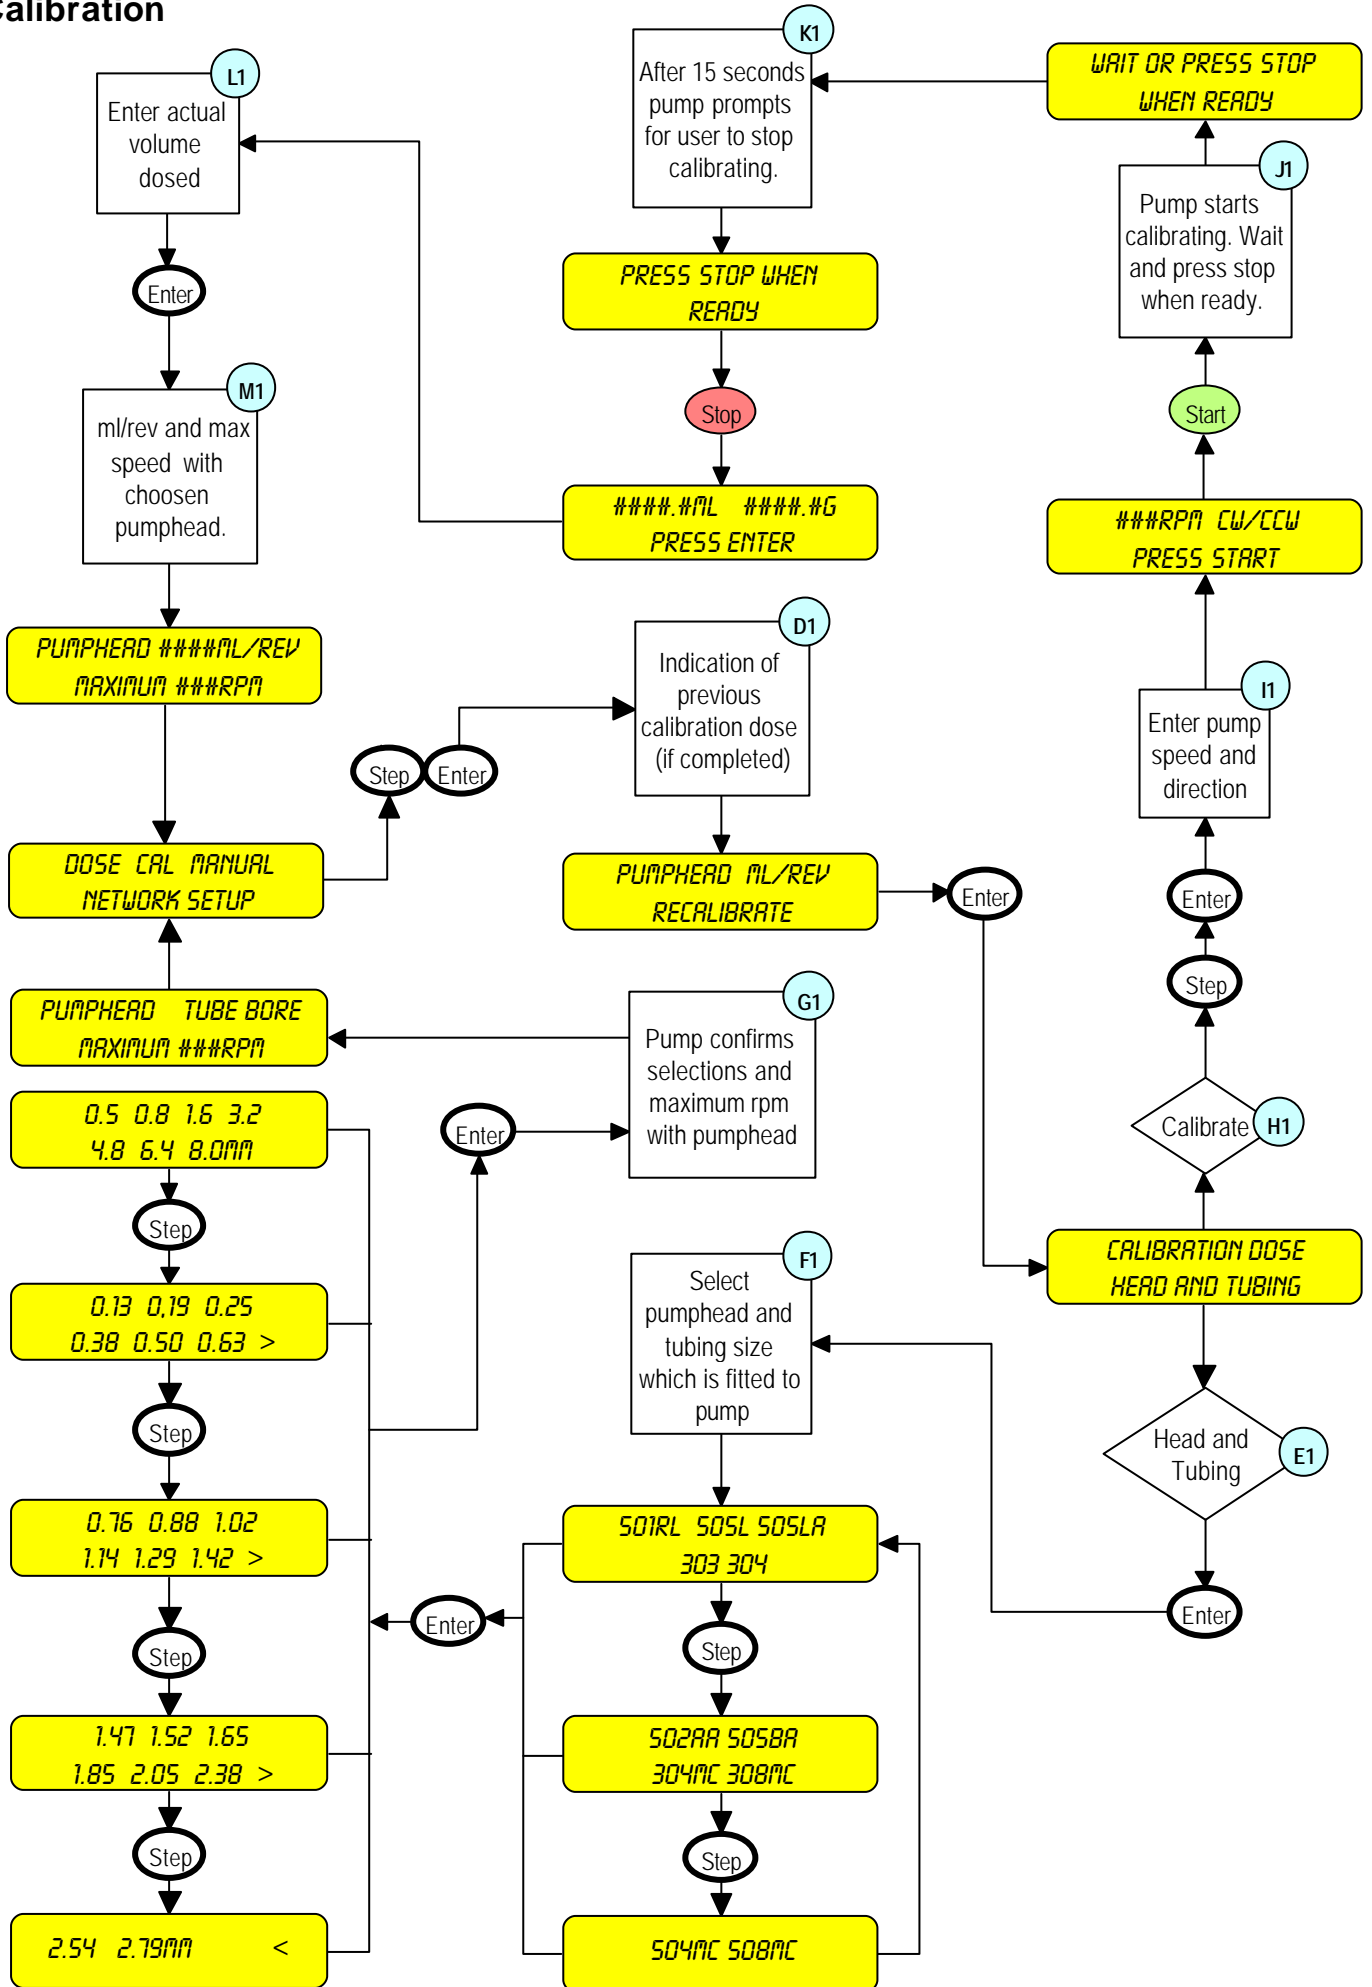 Calibration
K1
After 15 seconds
pump prompts
for user to stop
calibrating.
WAIT OR PRESS STOP
WHEN READY
L1
Enter actual
volume
dosed
J1
Pump starts
calibrating. Wait
and press stop
when ready.
Enter
PRESS STOP WHEN
READY
M1
ml/rev and max
speed with
choosen
pumphead.
Stop
Start
####.#ML ####.#G
PRESS ENTER
###RPM CW/CCW
PRESS START
PUMPHEAD ####ML/REV
MAXIMUM ###RPM
D1
Indication of
previous
calibration dose
(if completed)
I1
Enter pump
speed and
direction
Step
Enter
DOSE CAL MANUAL
NETWORK SETUP
PUMPHEAD ML/REV
RECALIBRATE
Enter
Enter
Step
PUMPHEAD TUBE BORE
MAXIMUM ###RPM
G1
Pump confirms
selections and
maximum rpm
with pumphead
0.5 0.8 1.6 3.2
4.8 6.4 8.0MM
Enter
Calibrate
H1
Step
CALIBRATION DOSE
HEAD AND TUBING
F1
Select
pumphead and
tubing size
which is fitted to
pump
0.13 0,19 0.25
0.38 0.50 0.63 >
Step
Head and
Tubing
E1
0.76 0.88 1.02
1.14 1.29 1.42 >
501RL 505L 505LA
303 304
Enter
Enter
Step
Step
1.47 1.52 1.65
1.85 2.05 2.38 >
502AA 505BA
304MC 308MC
Step
Step
2.54 2.79MM <
504MC 508MC